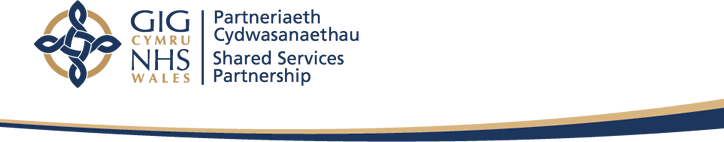 GIG
CYMRU
NHS
WALES
Partneriaeth
Cydwasanaethau
Shared Services
Partnership